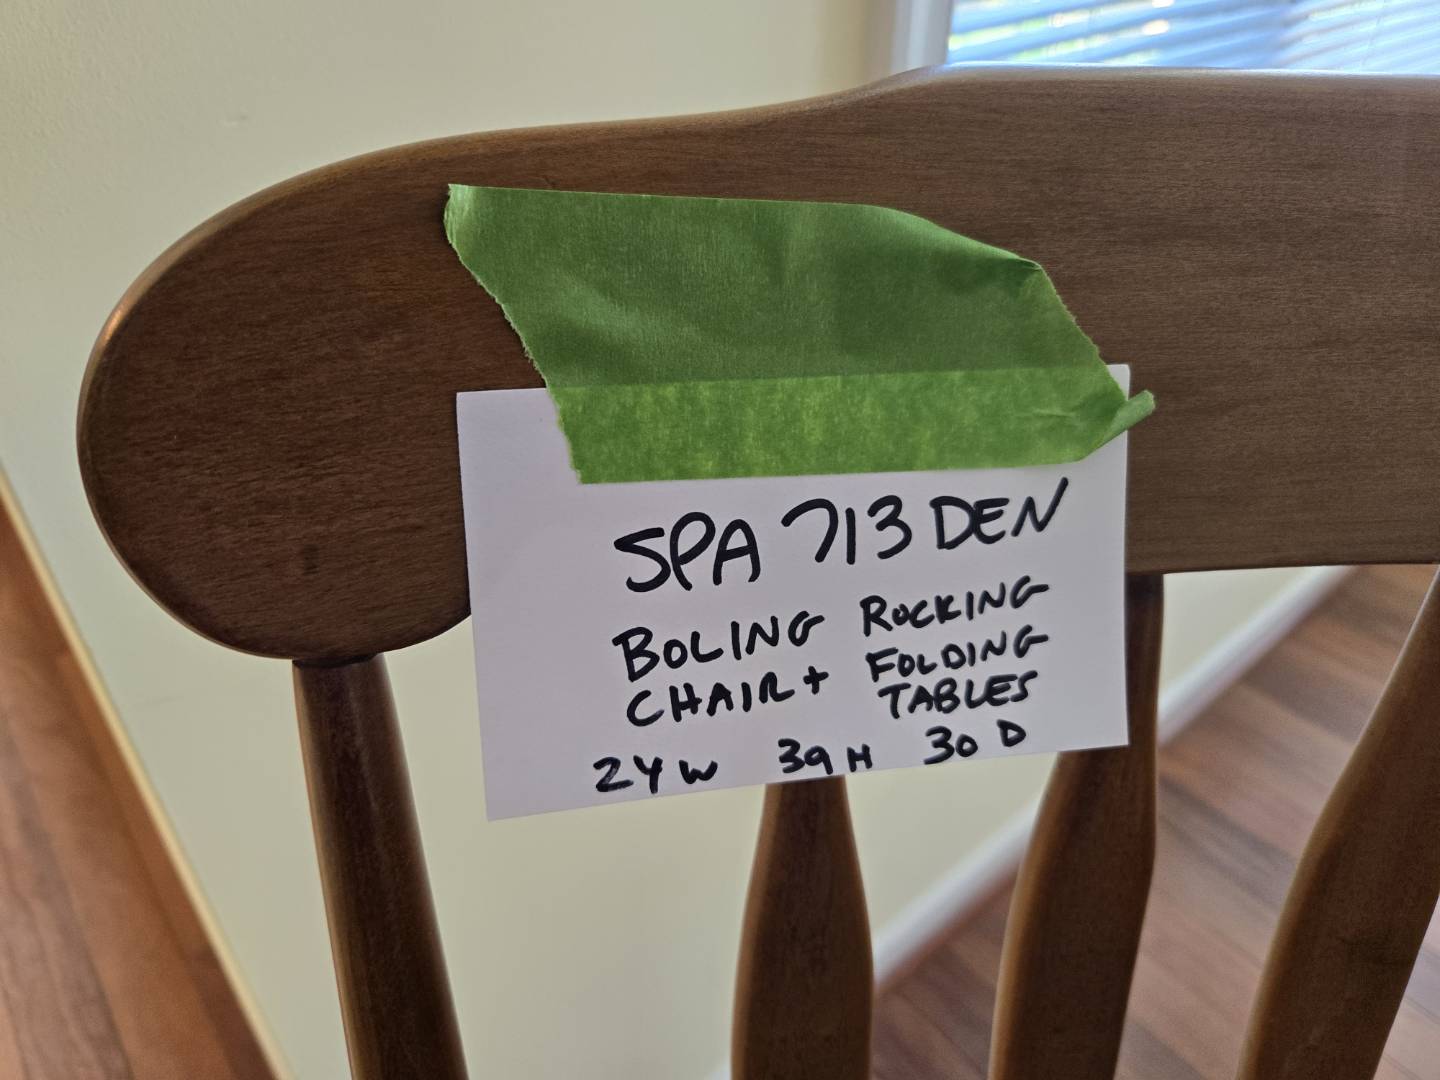 SPA 713 DEN
BOLING ROCKING
CHAIR + FOLDING
TABLES
24 W 39 H 30 D